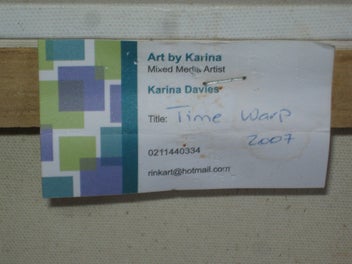 Art by Karina
Mixed Media Artist
Karina Davies
Title: Time Warp
2007
0211440334
rinkart@hotmail.com